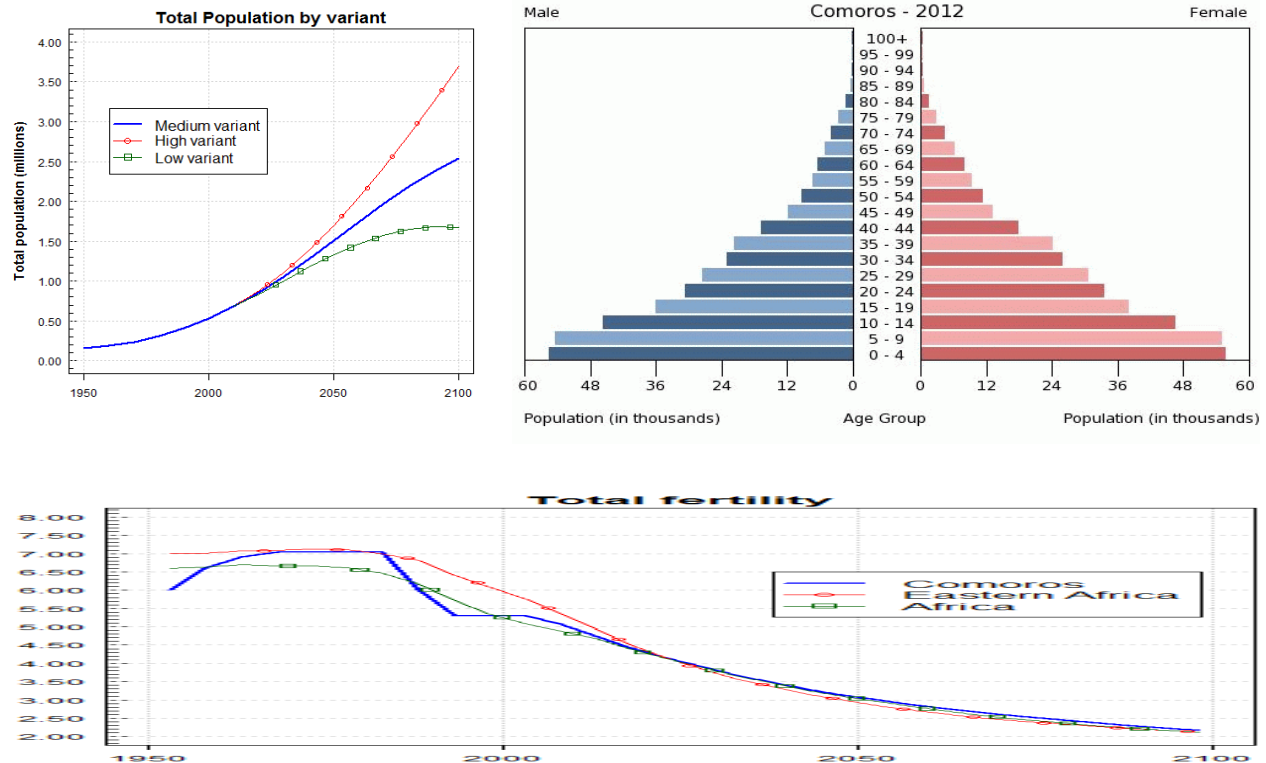 Total Population by variant
Total population (millions)
4.00
3.50
3.00
2.50
2.00
1.50
1.00
0.50
0.00
Medium variant
High variant
Low variant
1950 2000 2050 2100
Male Comoros - 2012 Female
100+
95 - 99
90 - 94
85 - 89
80 - 84
75 - 79
70 - 74
65 - 69
60 - 64
55 - 59
50 - 54
45 - 49
40 - 44
35 - 39
30 - 34
25 - 29
20 - 24
15 - 19
10 - 14
5 - 9
0 - 4
60 48 36 24 12 0 0 12 24 36 48 60
Population (in thousands) Age Group Population (in thousands)
Total fertility
8.00
7.50
7.00
6.50
6.00
5.50
5.00
4.50
4.00
3.50
3.00
2.50
2.00
Comoros
Eastern Africa
Africa
1950 2000 2050 2100